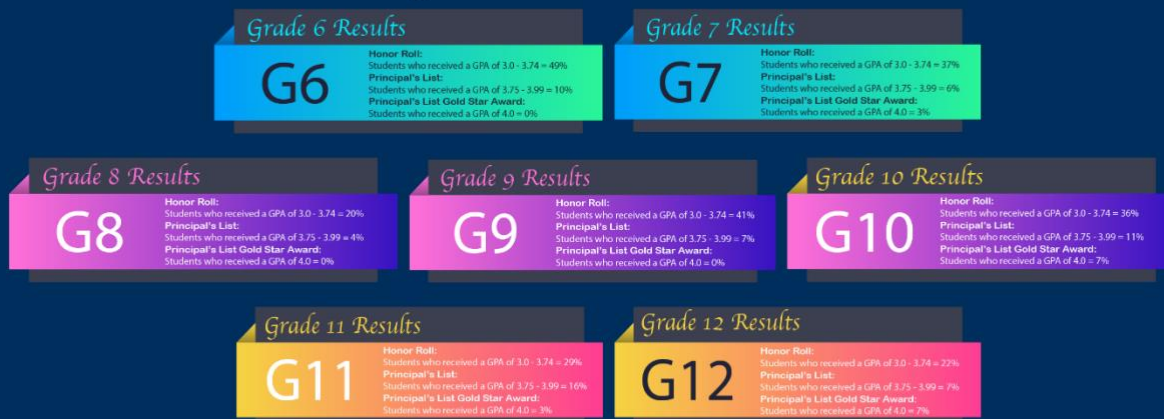 Grade 6 Results
G6
Honor Roll:
Students who received a GPA of 3.0 - 3.74 = 49%
Principal's List:
Students who received a GPA of 3.75 - 3.99 = 10%
Principal's List Gold Star Award:
Students who received a GPA of 4.0 = 0%
Grade 7 Results
G7
Honor Roll:
Students who received a GPA of 3.0 - 3.74 = 37%
Principal's List:
Students who received a GPA of 3.75 - 3.99 = 6%
Principal's List Gold Star Award:
Students who received a GPA of 4.0 = 3%
Grade 8 Results
G8
Honor Roll:
Students who received a GPA of 3.0 - 3.74 = 20%
Principal's List:
Students who received a GPA of 3.75 - 3.99 = 4%
Principal's List Gold Star Award:
Students who received a GPA of 4.0 = 0%
Grade 9 Results
G9
Honor Roll:
Students who received a GPA of 3.0 - 3.74 = 41%
Principal's List:
Students who received a GPA of 3.75 - 3.99 = 7%
Principal's List Gold Star Award:
Students who received a GPA of 4.0 = 0%
Grade 10 Results
G10
Honor Roll:
Students who received a GPA of 3.0 - 3.74 = 36%
Principal's List:
Students who received a GPA of 3.75 - 3.99 = 11%
Principal's List Gold Star Award:
Students who received a GPA of 4.0 = 7%
Grade 11 Results
G11
Honor Roll:
Students who received a GPA of 3.0 - 3.74 = 29%
Principal's List:
Students who received a GPA of 3.75 - 3.99 = 16%
Principal's List Gold Star Award:
Students who received a GPA of 4.0 = 3%
Grade 12 Results
G12
Honor Roll:
Students who received a GPA of 3.0 - 3.74 = 22%
Principal's List:
Students who received a GPA of 3.75 - 3.99 = 7%
Principal's List Gold Star Award:
Students who received a GPA of 4.0 = 7%